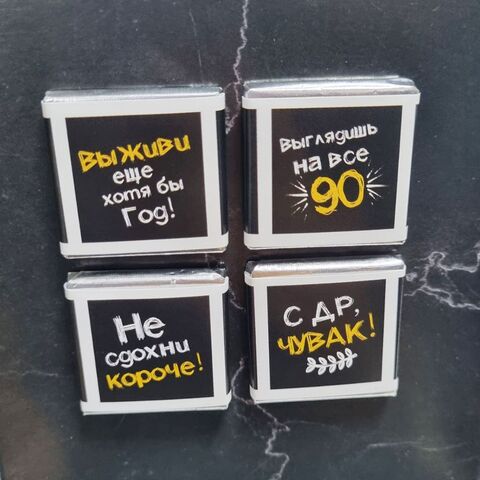 Выживи
еще
хотя бы
Год!
Выглядишь
на все
90
Не
сдохни
короче!
С ДР,
ЧУВАК!